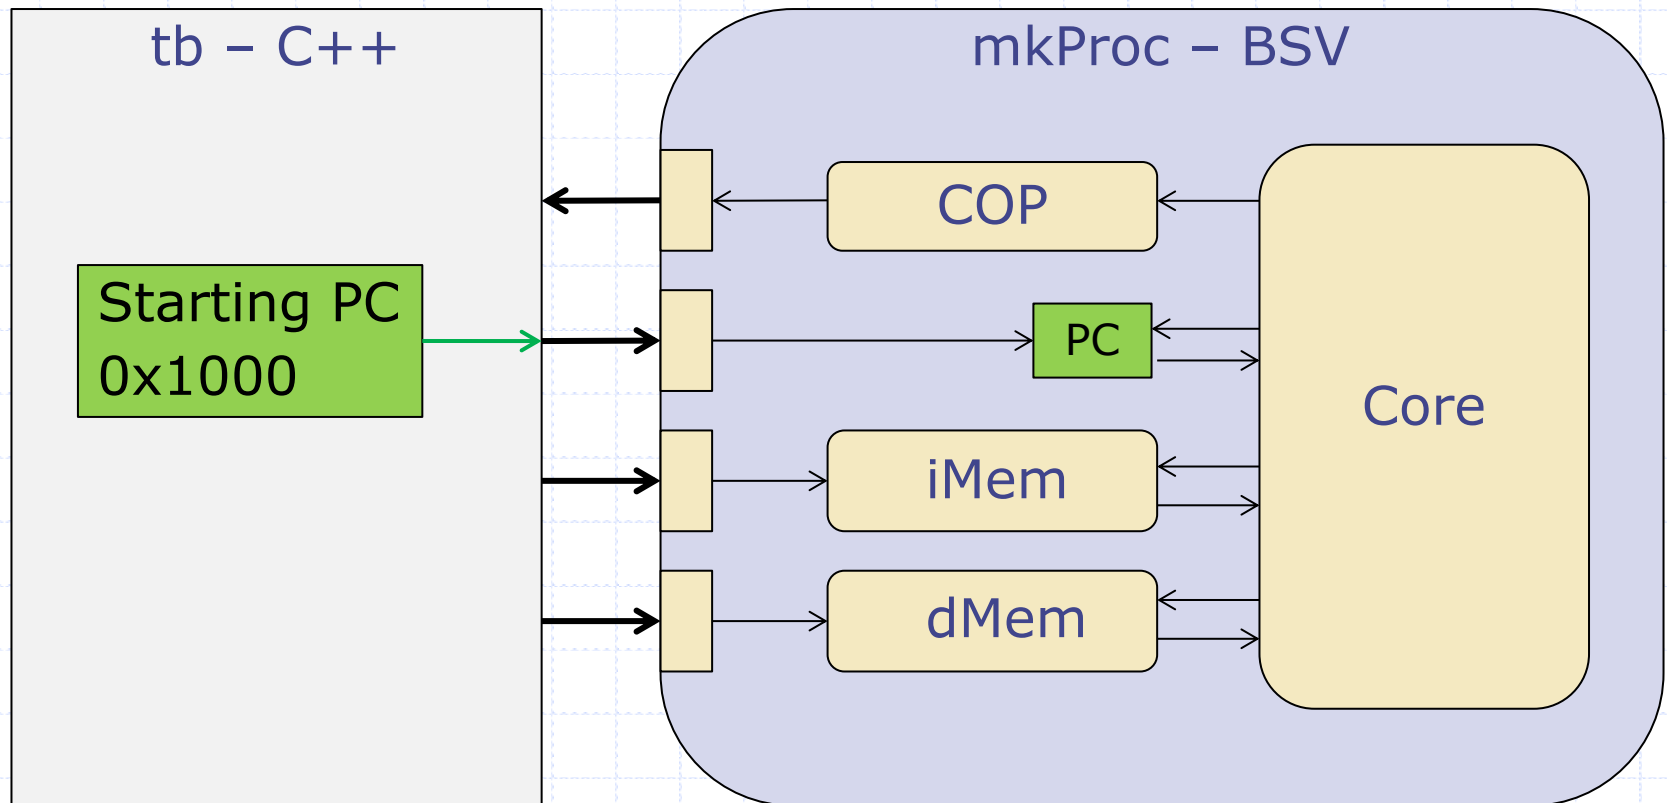 tb – C++
Starting PC
0x1000
mkProc – BSV
COP
PC
iMem
dMem
Core